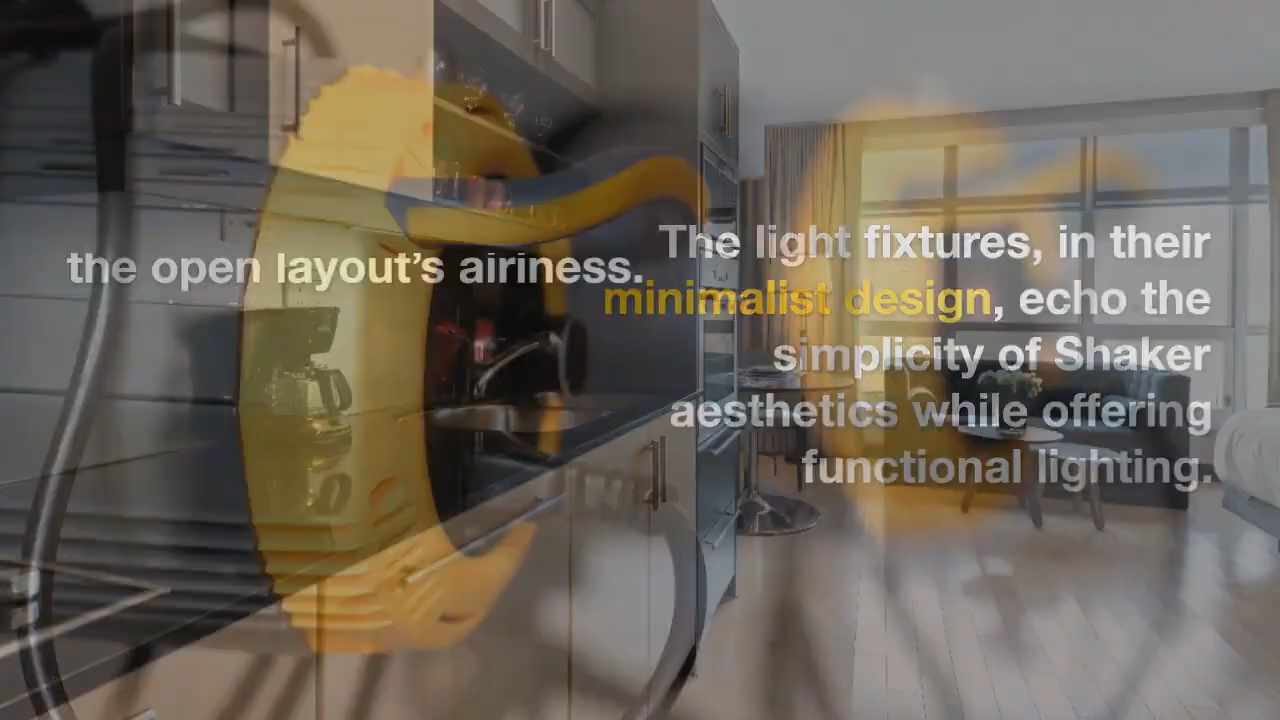 the open layout’s airiness.
The light fixtures, in their
minimalist design, echo the
simplicity of Shaker
aesthetics while offering
functional lighting.